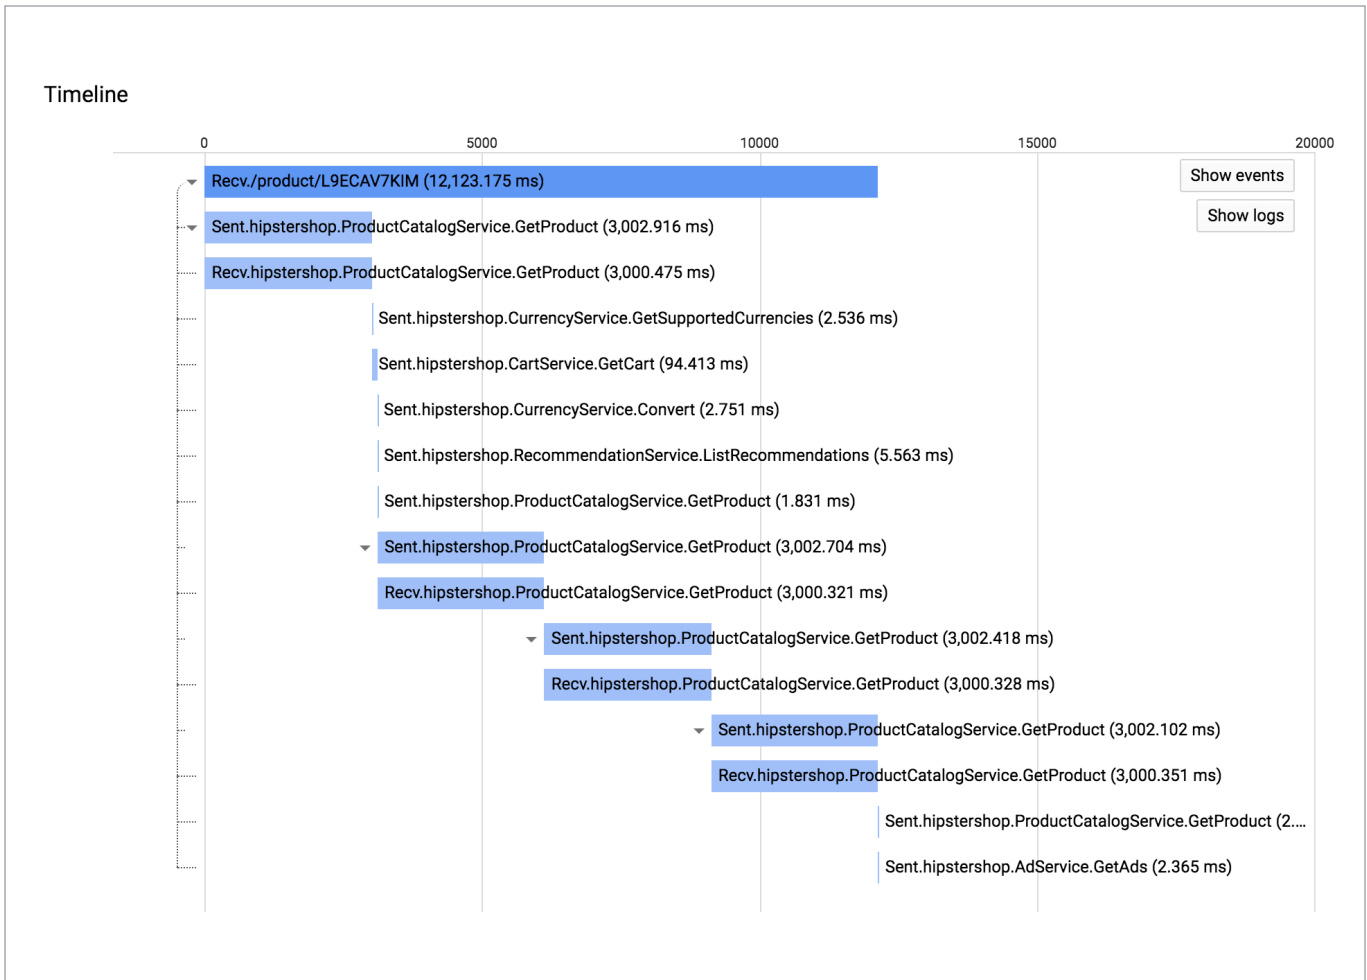 Timeline
0 5000 10000 15000 20000
Recv./product/L9ECAV7KIM (12,123.175 ms)
Show events
Show logs
Sent.hipstershop.ProductCatalogService.GetProduct (3,002.916 ms)
Recv.hipstershop.ProductCatalogService.GetProduct (3,000.475 ms)
Sent.hipstershop.CurrencyService.GetSupportedCurrencies (2.536 ms)
Sent.hipstershop.CartService.GetCart (94.413 ms)
Sent.hipstershop.CurrencyService.Convert (2.751 ms)
Sent.hipstershop.RecommendationService.ListRecommendations (5.563 ms)
Sent.hipstershop.ProductCatalogService.GetProduct (1.831 ms)
Sent.hipstershop.ProductCatalogService.GetProduct (3,002.704 ms)
Recv.hipstershop.ProductCatalogService.GetProduct (3,000.321 ms)
Sent.hipstershop.ProductCatalogService.GetProduct (3,002.418 ms)
Recv.hipstershop.ProductCatalogService.GetProduct (3,000.328 ms)
Sent.hipstershop.ProductCatalogService.GetProduct (3,002.102 ms)
Recv.hipstershop.ProductCatalogService.GetProduct (3,000.351 ms)
Sent.hipstershop.ProductCatalogService.GetProduct (2....
Sent.hipstershop.AdService.GetAds (2.365 ms)